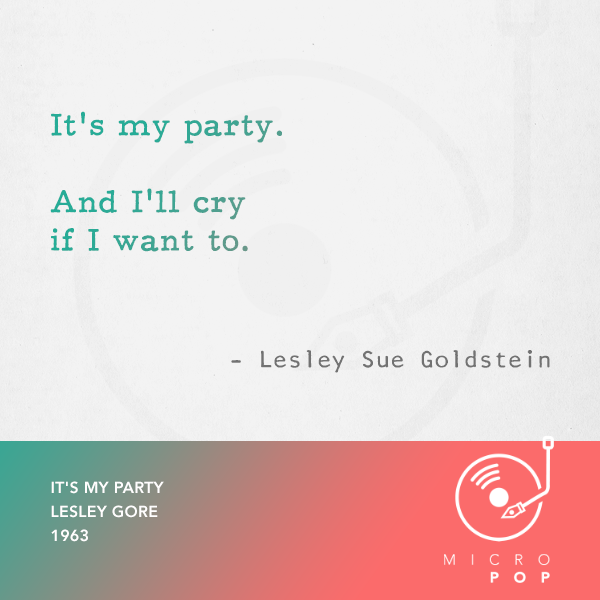 It's my party.
And I'll cry
if I want to.
– Lesley Sue Goldstein
IT'S MY PARTY
LESLEY GORE
1963
MICRO
POP